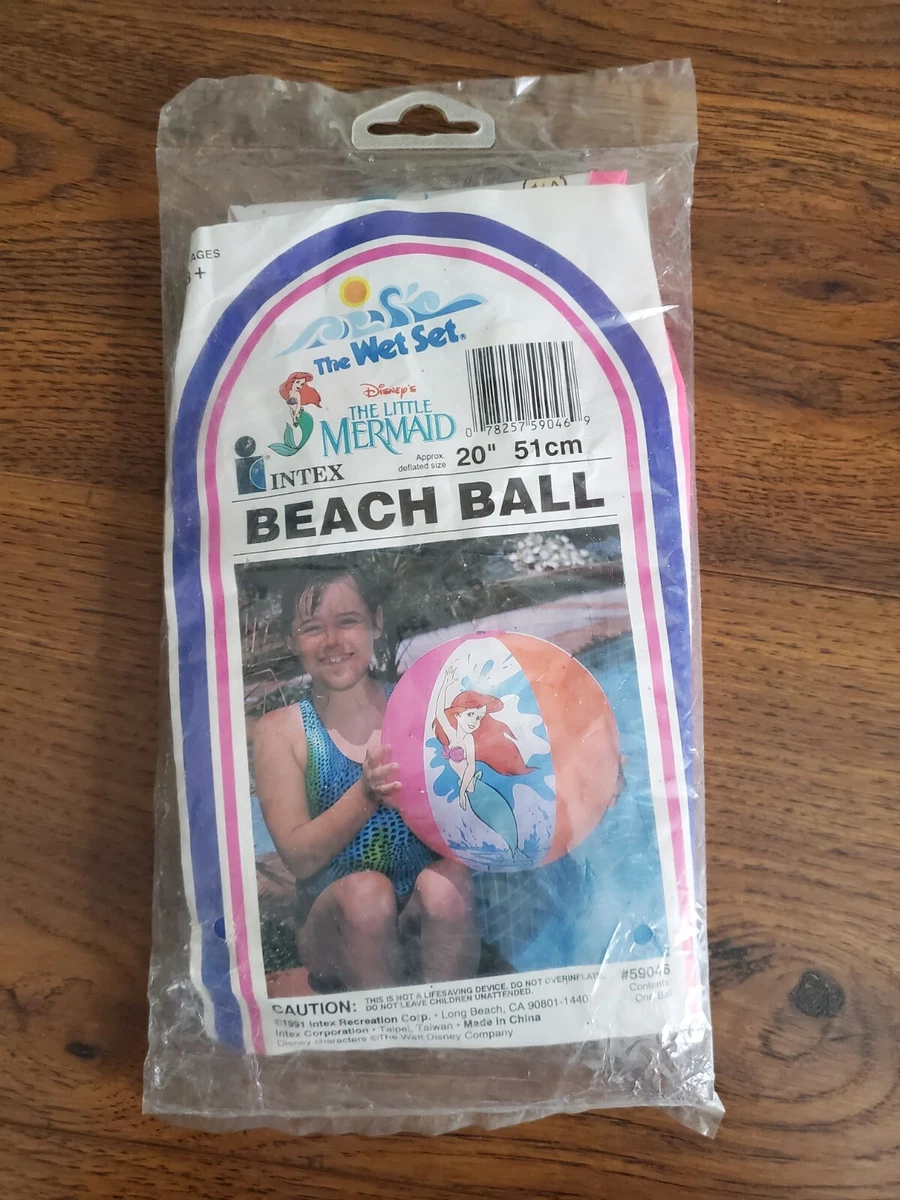 AGES
+
The Wet Set®
Disney's
THE LITTLE
MERMAID
0 78257 59046 9
INTEX
Approx.
deflated size
20" 51cm
BEACH BALL
CAUTION: THIS IS NOT A LIFESAVING DEVICE. DO NOT OVERINFLATE.
DO NOT LEAVE CHILDREN UNATTENDED.
©1991 Intex Recreation Corp. • Long Beach, CA 90801-1440
Intex Corporation • Taipei, Taiwan • Made in China
Disney characters ©The Walt Disney Company
#59046
Contents:
One Ball